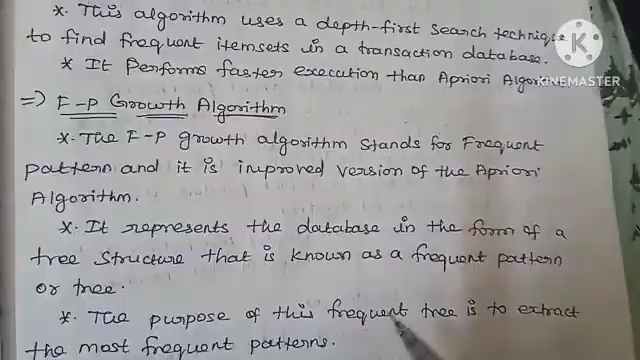 *. This algorithm uses a depth-first search technique
to find frequent itemsets in a transaction database.
* It Performs faster execution than Apriori Algorithm
KINEMASTER
=> F-P Growth Algorithm
*. The F-P growth algorithm stands for Frequent
pattern and it is improved version of the Apriori
Algorithm.
*. It represents the database in the form of a
tree structure that is known as a frequent pattern
or tree.
*. The purpose of this frequent tree is to extract
the most frequent patterns.